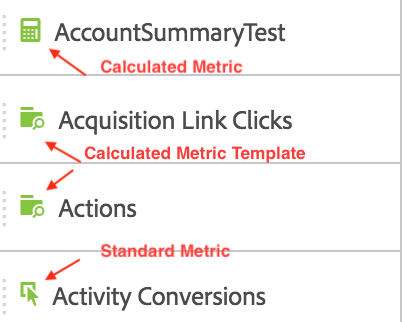 AccountSummaryTest
Calculated Metric
Acquisition Link Clicks
Calculated Metric Template
Actions
Standard Metric
Activity Conversions